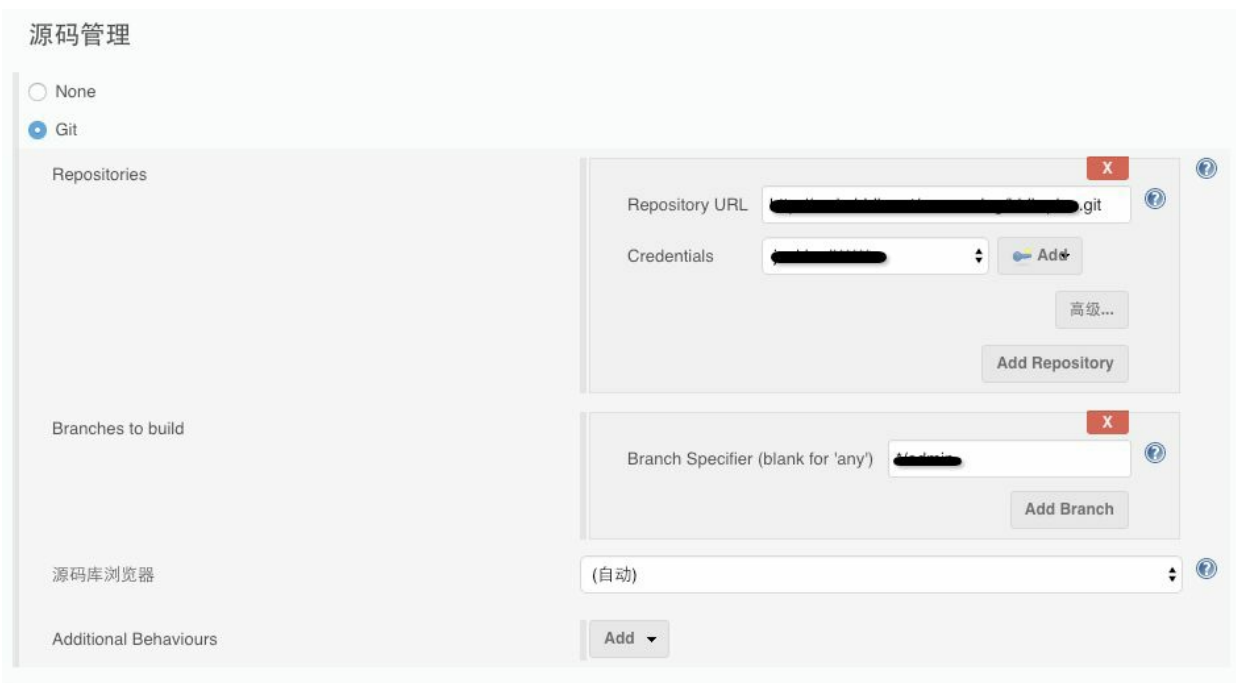 源码管理
None
Git
Repositories
X
Repository URL .git
Credentials
Add
高级...
Add Repository
Branches to build
X
Branch Specifier (blank for 'any')
Add Branch
源码库浏览器
(自动)
Additional Behaviours
Add